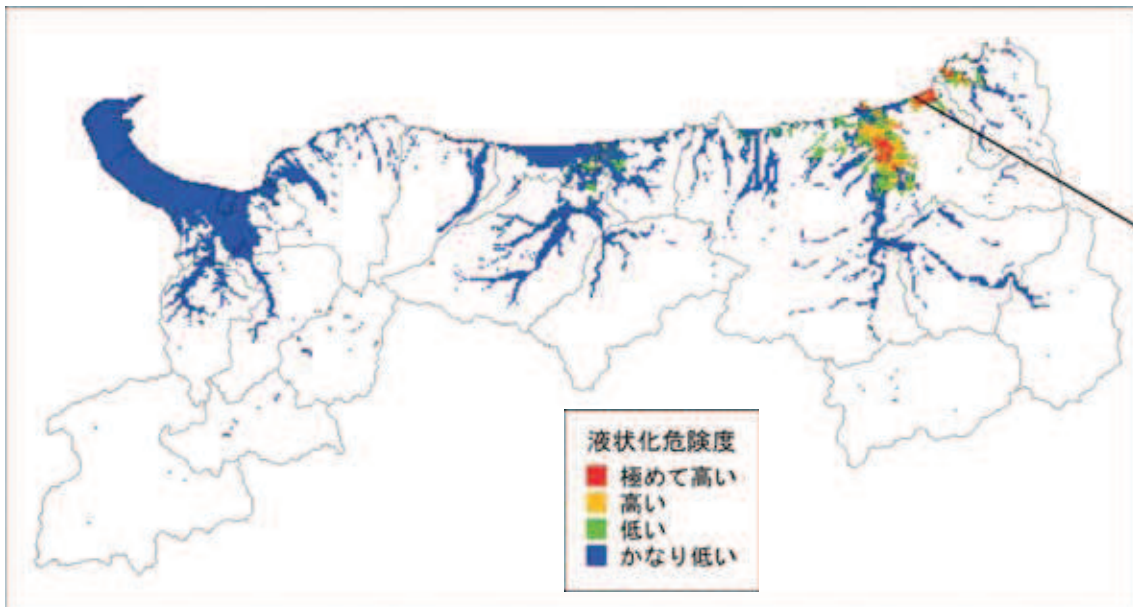 液状化危険度
極めて高い
高い
低い
かなり低い